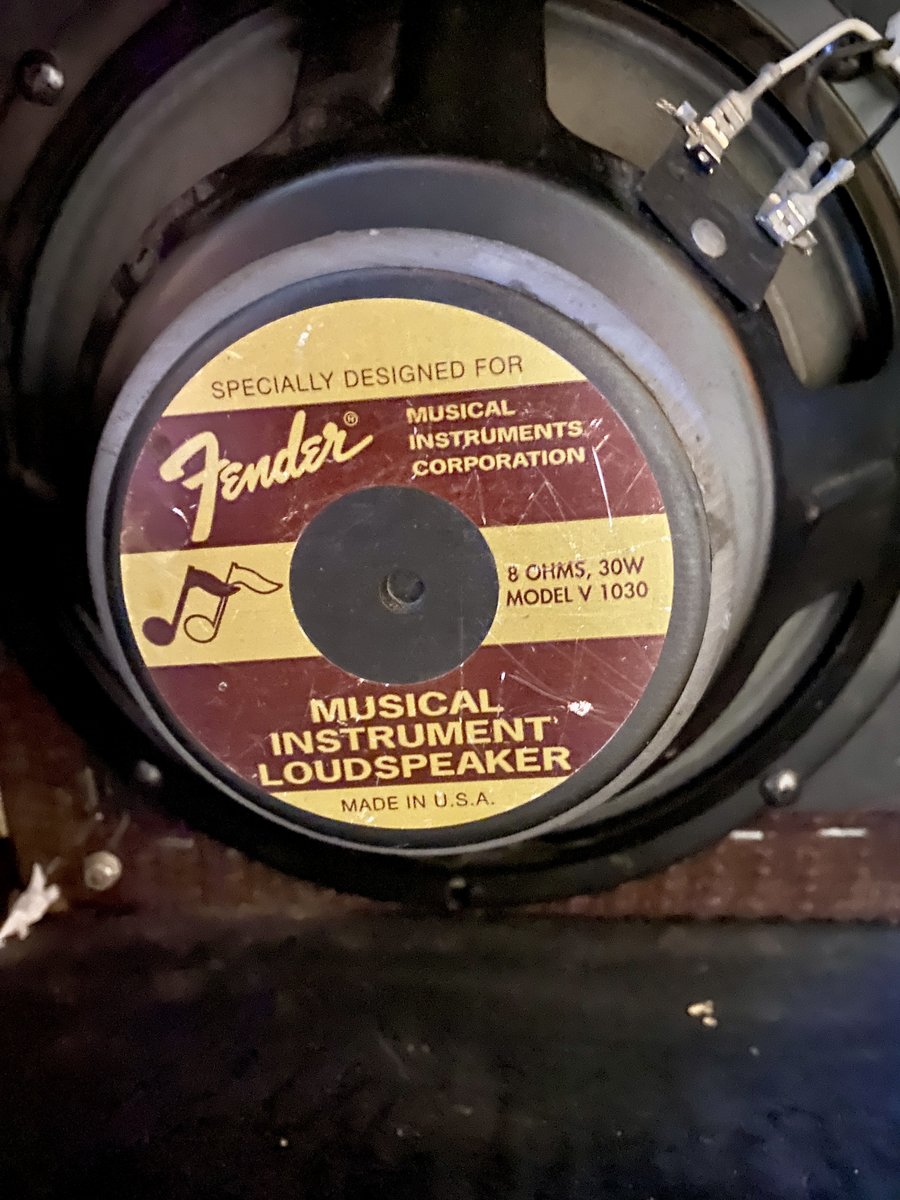 SPECIALLY DESIGNED FOR
Fender®
MUSICAL
INSTRUMENTS
CORPORATION
8 OHMS, 30W
MODEL V 1030
MUSICAL
INSTRUMENT
LOUDSPEAKER
MADE IN U.S.A.